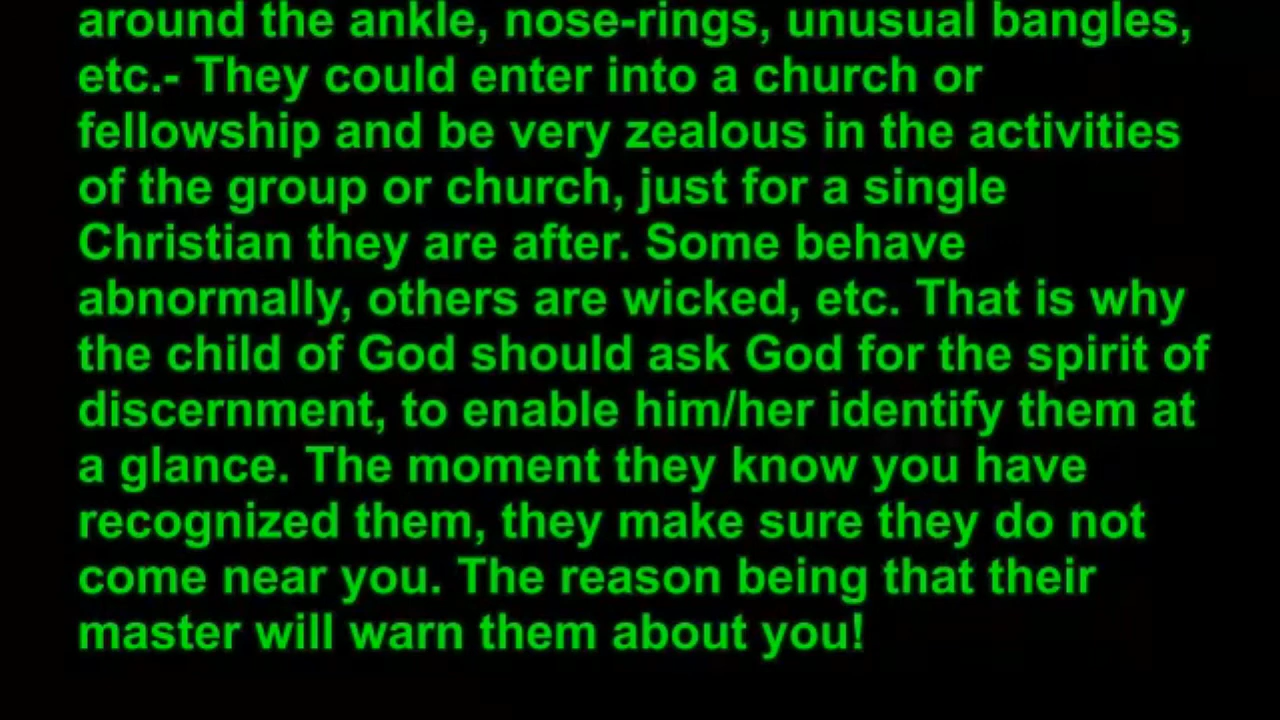 around the ankle, nose-rings, unusual bangles,
etc.- They could enter into a church or
fellowship and be very zealous in the activities
of the group or church, just for a single
Christian they are after. Some behave
abnormally, others are wicked, etc. That is why
the child of God should ask God for the spirit of
discernment, to enable him/her identify them at
a glance. The moment they know you have
recognized them, they make sure they do not
come near you. The reason being that their
master will warn them about you!